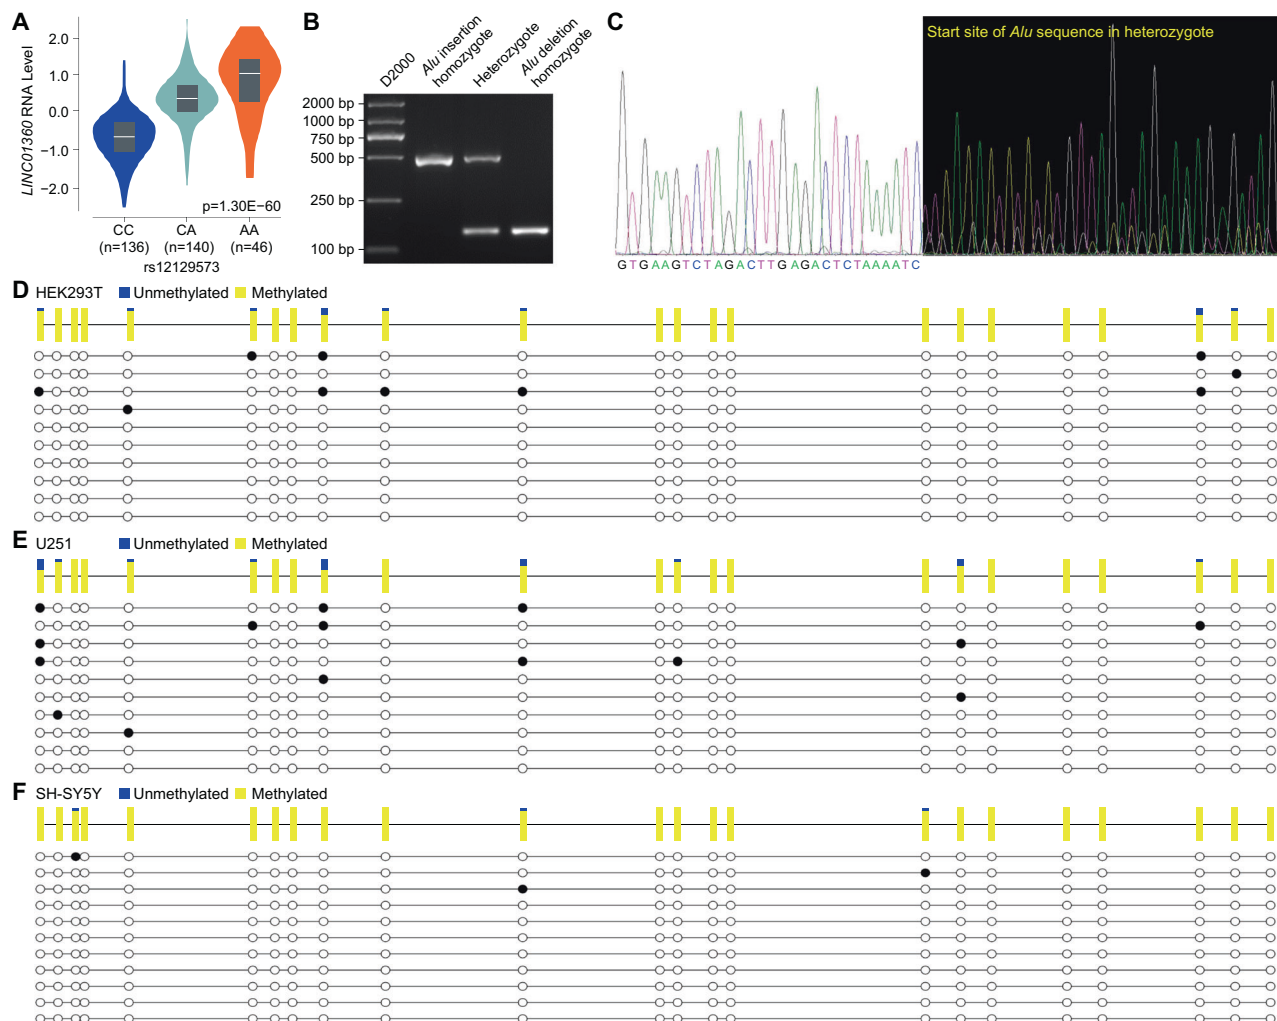 A
LINC01360 RNA Level
2.0
1.0
0.0
−1.0
−2.0
p=1.30E−60
CC
(n=136)
CA
(n=140)
AA
(n=46)
rs12129573
B
D2000
Alu insertion
homozygote
Heterozygote
Alu deletion
homozygote
2000 bp
1000 bp
750 bp
500 bp
250 bp
100 bp
C
Start site of Alu sequence in heterozygote
GTGAAGTCTAGACTTGAGACTCTAAAATC
D HEK293T Unmethylated Methylated
E U251 Unmethylated Methylated
F SH-SY5Y Unmethylated Methylated